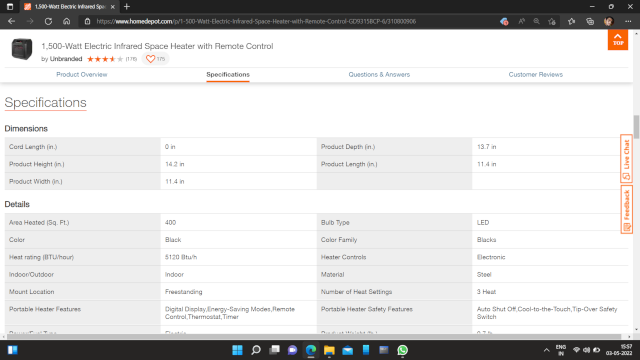 1,500-Watt Electric Infrared Spac
https://www.homedepot.com/p/1-500-Watt-Electric-Infrared-Space-Heater-with-Remote-Control-GD9315BCP-6/310800906
1,500-Watt Electric Infrared Space Heater with Remote Control
by Unbranded (178) 175
TOP
Product Overview Specifications Questions & Answers Customer Reviews
Specifications
Dimensions
Cord Length (in.) 0 in Product Depth (in.) 13.7 in
Product Height (in.) 14.2 in Product Length (in.) 11.4 in
Product Width (in.) 11.4 in
Live Chat
Feedback
Details
Area Heated (Sq. Ft.) 400 Bulb Type LED
Color Black Color Family Blacks
Heat rating (BTU/hour) 5120 Btu/h Heater Controls Electronic
Indoor/Outdoor Indoor Material Steel
Mount Location Freestanding Number of Heat Settings 3 Heat
Portable Heater Features Digital Display,Energy-Saving Modes,Remote Control,Thermostat,Timer Portable Heater Safety Features Auto Shut Off,Cool-to-the-Touch,Tip-Over Safety Switch
ENG
IN
15:57
03-05-2022